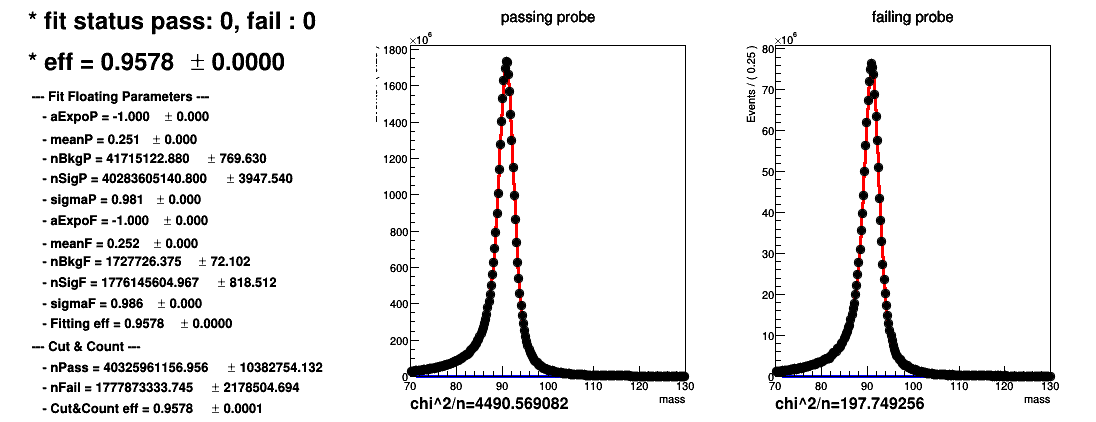 * fit status pass: 0, fail : 0
* eff = 0.9578 ± 0.0000
--- Fit Floating Parameters ---
- aExpoP = -1.000 ± 0.000
- meanP = 0.251 ± 0.000
- nBkgP = 41715122.880 ± 769.630
- nSigP = 40283605140.800 ± 3947.540
- sigmaP = 0.981 ± 0.000
- aExpoF = -1.000 ± 0.000
- meanF = 0.252 ± 0.000
- nBkgF = 1727726.375 ± 72.102
- nSigF = 1776145604.967 ± 818.512
- sigmaF = 0.986 ± 0.000
- Fitting eff = 0.9578 ± 0.0000
--- Cut & Count ---
- nPass = 40325961156.956 ± 10382754.132
- nFail = 1777873333.745 ± 2178504.694
- Cut&Count eff = 0.9578 ± 0.0001
passing probe
×10^6
1800
1600
1400
1200
1000
800
600
400
200
0
70 80 90 100 110 120 130
mass
chi^2/n=4490.569082
failing probe
×10^6
Events / ( 0.25 )
80
70
60
50
40
30
20
10
0
70 80 90 100 110 120 130
mass
chi^2/n=197.749256